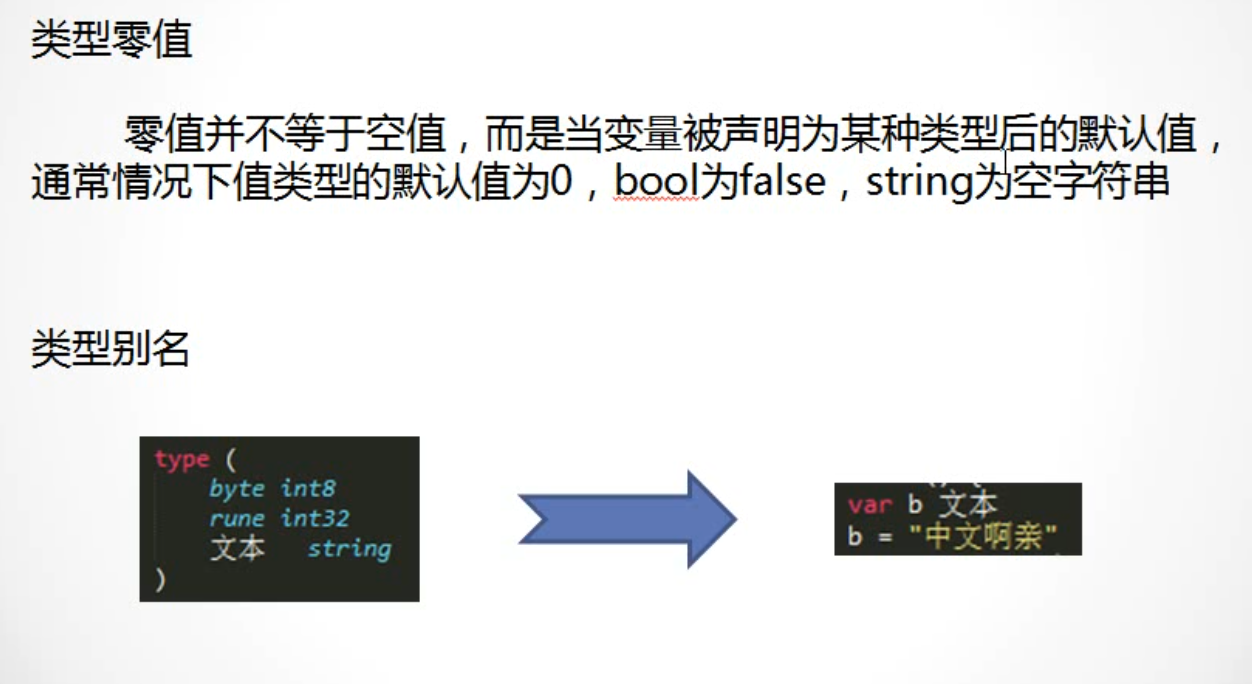 类型零值
零值并不等于空值，而是当变量被声明为某种类型后的默认值，
通常情况下值类型的默认值为0，bool为false，string为空字符串
类型别名
type (
byte int8
rune int32
文本 string
)
var b 文本
b = "中文啊亲"